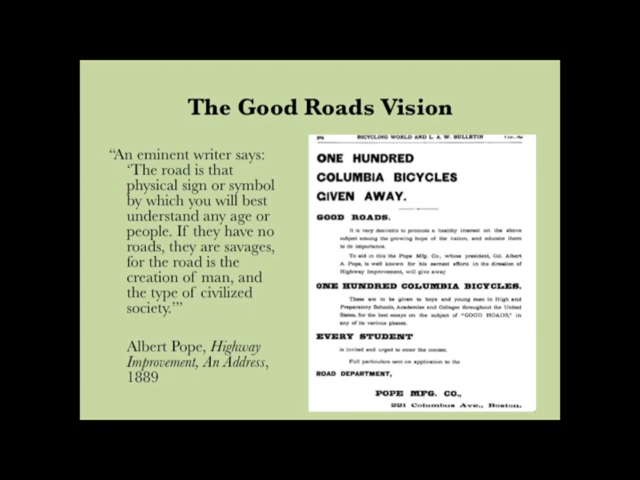 The Good Roads Vision
“An eminent writer says:
‘The road is that
physical sign or symbol
by which you will best
understand any age or
people. If they have no
roads, they are savages,
for the road is the
creation of man, and
the type of civilized
society.’”
Albert Pope, Highway
Improvement, An Address,
1889
BICYCLING WORLD AND L. A. W. BULLETIN
ONE HUNDRED
COLUMBIA BICYCLES
GIVEN AWAY.
GOOD ROADS.
It is very desirable to promote a healthy interest on the above
subject among the growing hope of the nation, and educate them
to its importance.
To aid in this the Pope Mfg. Co., whose president, Col. Albert
A. Pope, is well known for his earnest efforts in the direction of
Highway Improvement, will give away
ONE HUNDRED COLUMBIA BICYCLES.
These are to be given to boys and young men in High and
Preparatory Schools, Academies and Colleges throughout the United
States, for the best essays on the subject of "GOOD ROADS," in
any of its various phases.
EVERY STUDENT
is invited and urged to enter the contest.
Full particulars sent on application to the
ROAD DEPARTMENT,
POPE MFG. CO.,
221 Columbus Ave., Boston.